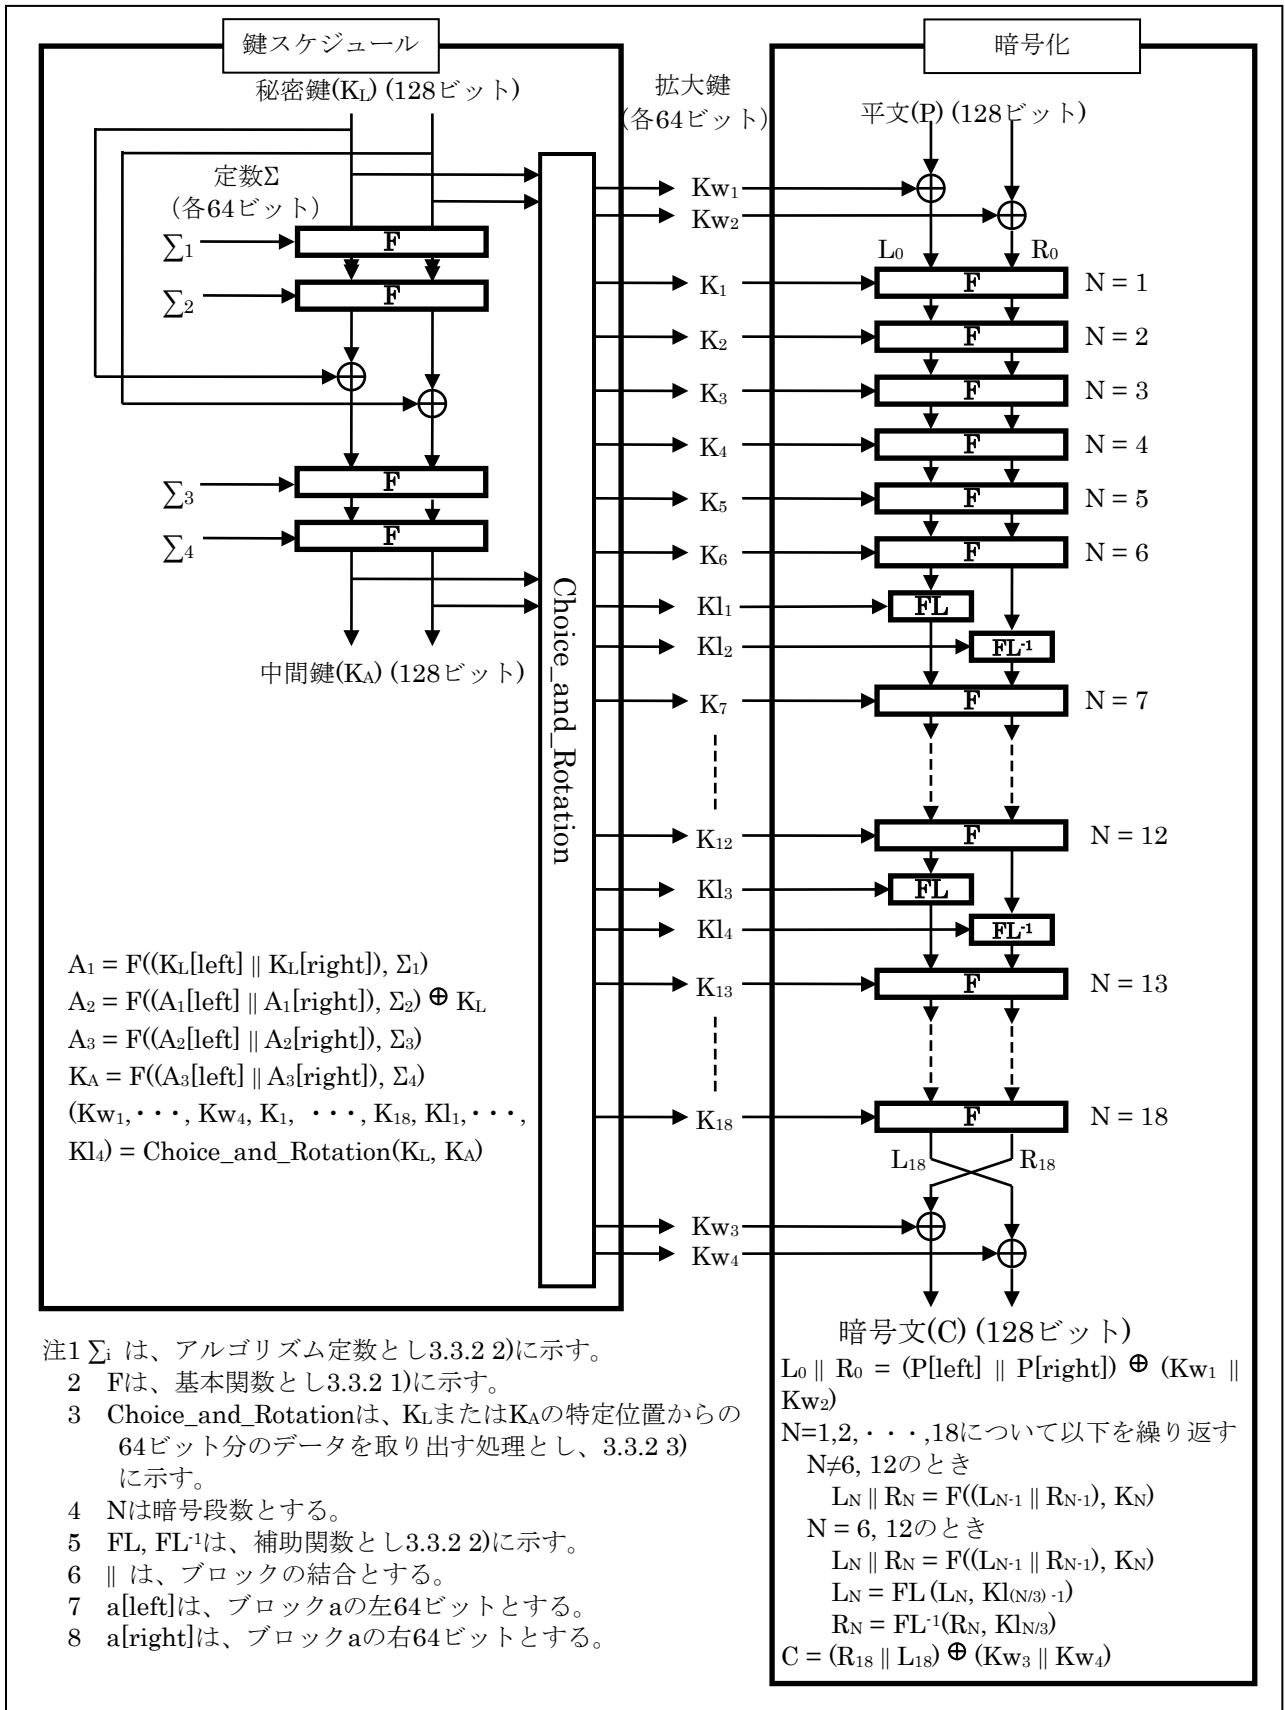 鍵スケジュール
秘密鍵(KL) (128ビット)
定数Σ
(各64ビット)
∑1
F
∑2
F
∑3
F
∑4
F
中間鍵(KA) (128ビット)
A1 = F((KL[left] || KL[right]), Σ1)
A2 = F((A1[left] || A1[right]), Σ2) ⊕ KL
A3 = F((A2[left] || A2[right]), Σ3)
KA = F((A3[left] || A3[right]), Σ4)
(Kw1,・・・, Kw4, K1, ・・・, K18, Kl1,・・・,
Kl4) = Choice_and_Rotation(KL, KA)
Choice_and_Rotation
拡大鍵
(各64ビット)
Kw1
Kw2
K1
K2
K3
K4
K5
K6
Kl1
Kl2
K7
K12
Kl3
Kl4
K13
K18
Kw3
Kw4
暗号化
平文(P) (128ビット)
L0 R0
F N = 1
F N = 2
F N = 3
F N = 4
F N = 5
F N = 6
FL
FL-1
F N = 7
F N = 12
FL
FL-1
F N = 13
F N = 18
L18 R18
暗号文(C) (128ビット)
L0 || R0 = (P[left] || P[right]) ⊕ (Kw1 ||
Kw2)
N=1,2,・・・,18について以下を繰り返す
N≠6, 12のとき
LN || RN = F((LN-1 || RN-1), KN)
N = 6, 12のとき
LN || RN = F((LN-1 || RN-1), KN)
LN = FL (LN, Kl(N/3) -1)
RN = FL-1(RN, KlN/3)
C = (R18 || L18) ⊕ (Kw3 || Kw4)
注1 ∑i は、アルゴリズム定数とし3.3.2 2)に示す。
2 Fは、基本関数とし3.3.2 1)に示す。
3 Choice_and_Rotationは、KLまたはKAの特定位置からの
64ビット分のデータを取り出す処理とし、3.3.2 3)
に示す。
4 Nは暗号段数とする。
5 FL, FL-1は、補助関数とし3.3.2 2)に示す。
6 || は、ブロックの結合とする。
7 a[left]は、ブロックaの左64ビットとする。
8 a[right]は、ブロックaの右64ビットとする。